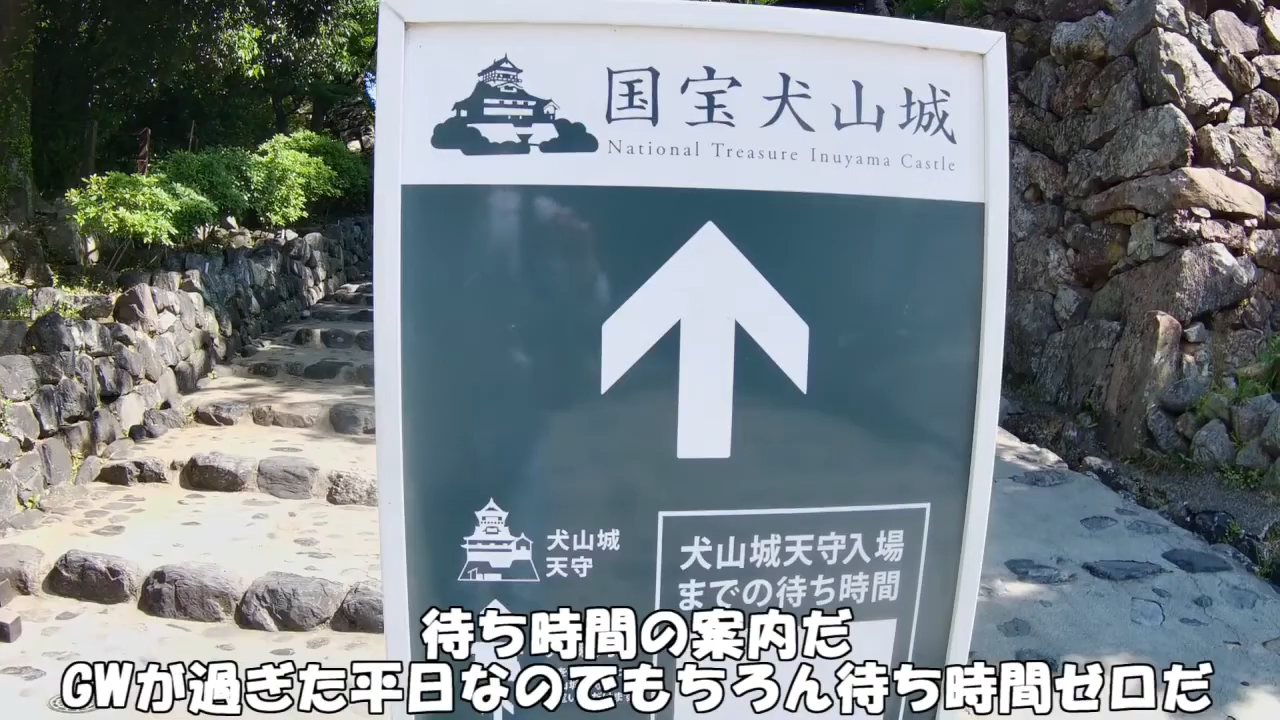 国宝犬山城
National Treasure Inuyama Castle
犬山城
天守
犬山城天守入場
までの待ち時間
待ち時間の案内だ
GWが過ぎた平日なのでもちろん待ち時間ゼロだ